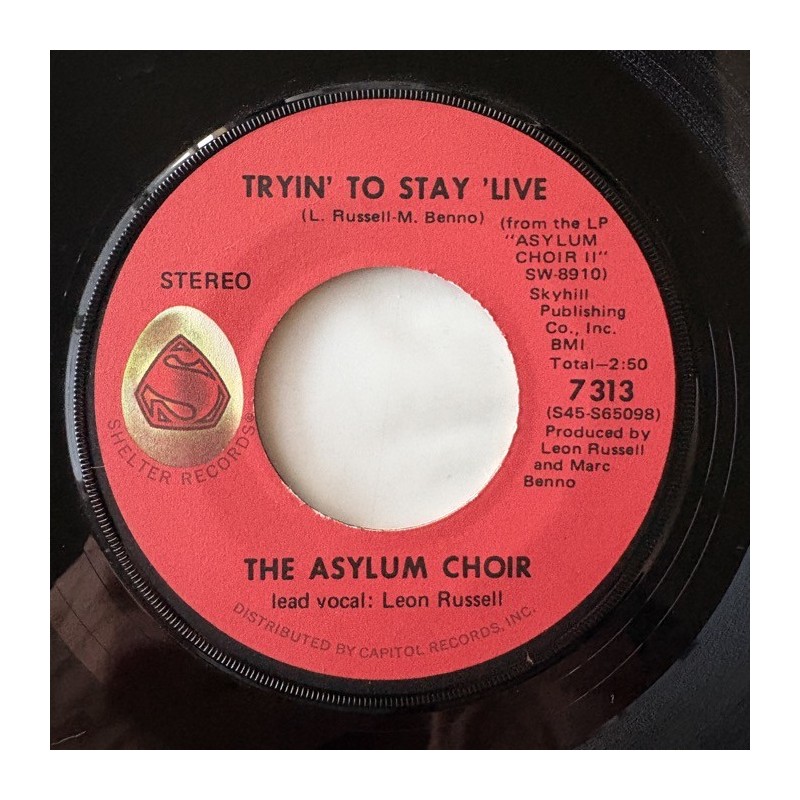 TRYIN' TO STAY 'LIVE
(L. Russell-M. Benno)
(from the LP
"ASYLUM
CHOIR II"
SW-8910)
STEREO
Skyhill
Publishing
Co., Inc.
BMI
Total—2:50
7313
(S45-S65098)
Produced by
Leon Russell
and Marc
Benno
S
SHELTER RECORDS®
THE ASYLUM CHOIR
lead vocal: Leon Russell
DISTRIBUTED BY CAPITOL RECORDS, INC.